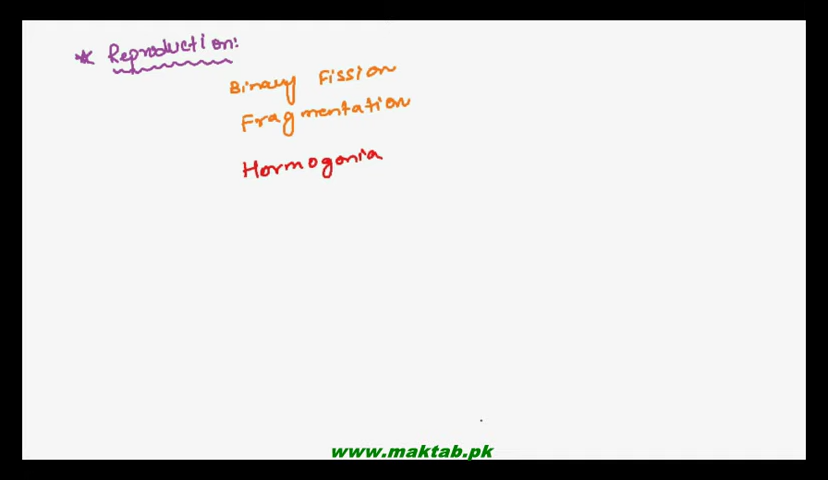 * Reproduction:
Binary Fission
Fragmentation
Hormogonia
www.maktab.pk